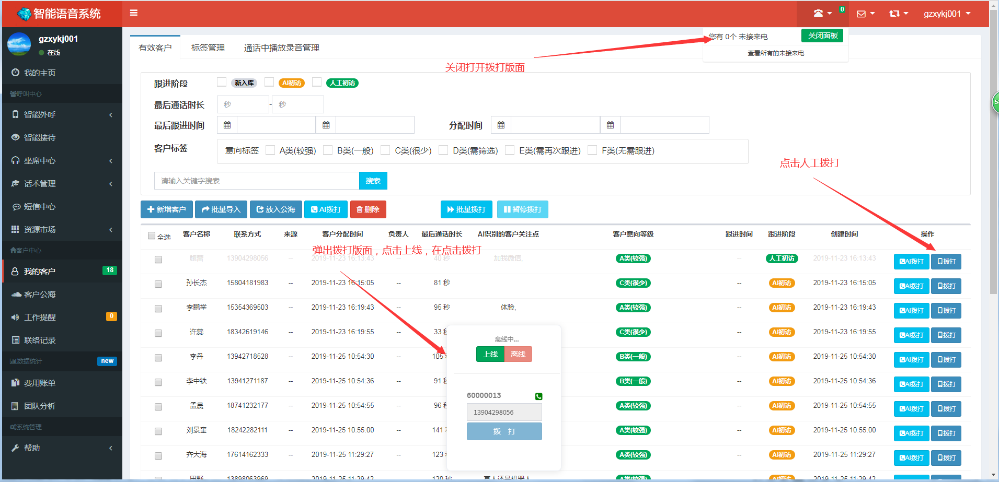 智能语音系统
0
gzxykj001
gzxykj001
在线
您有 0个 未接来电
关闭面板
查看所有的未接来电
有效客户
标签管理
通话中播放录音管理
关闭打开拨打版面
我的主页
呼叫中心
智能外呼
智能接待
坐席中心
话术管理
短信中心
资源市场
客户中心
我的客户
18
客户公海
工作提醒
0
联络记录
数据统计
new
费用账单
团队分析
系统管理
帮助
跟进阶段
新入库
AI初访
人工初访
最后通话时长
秒
-
秒
最后跟进时间
分配时间
客户标签
意向标签
A类(较强)
B类(一般)
C类(很少)
D类(需筛选)
E类(需再次跟进)
F类(无需跟进)
点击人工拨打
请输入关键字搜索
搜索
新增客户
批量导入
放入公海
AI拨打
删除
批量拨打
暂停拨打
全选 客户名称 联系方式 来源 客户分配时间 负责人 最后通话时长 AI识别的客户关注点 客户意向等级 跟进时间 跟进阶段 创建时间 操作
弹出拨打版面，点击上线，在点击拨打
鲍蕾 13904298056 -- 2019-11-23 16:13:43 -- 40 秒 加我微信, A类(较强) -- 人工初访 2019-11-23 16:13:43 AI拨打 拨打
孙长杰 15804181983 -- 2019-11-23 16:15:05 -- 81 秒 C类(很少) -- AI初访 2019-11-23 16:15:05 AI拨打 拨打
李鹏举 15354369503 -- 2019-11-23 16:19:43 -- 95 秒 体验, A类(较强) -- AI初访 2019-11-23 16:19:43 AI拨打 拨打
许蕊 18342619146 -- 2019-11-23 16:19:55 -- 33 秒 C类(很少) -- AI初访 2019-11-23 16:19:55 AI拨打 拨打
李丹 13942718528 -- 2019-11-25 10:54:30 -- 105 B类(一般) -- AI初访 2019-11-25 10:54:30 AI拨打 拨打
李中铁 13941271187 -- 2019-11-25 10:54:36 -- 91 秒 B类(一般) -- AI初访 2019-11-25 10:54:36 AI拨打 拨打
孟晨 18741232177 -- 2019-11-25 10:54:55 -- 96 秒 A类(较强) -- AI初访 2019-11-25 10:54:55 AI拨打 拨打
刘景奎 18242282111 -- 2019-11-25 10:55:00 -- 141 A类(较强) -- AI初访 2019-11-25 10:55:00 AI拨打 拨打
齐大海 17614162333 -- 2019-11-25 11:29:27 -- 123 A类(较强) -- AI初访 2019-11-25 11:29:27 AI拨打 拨打
田野 13898063969 -- 2019-11-25 11:29:42 -- 120 秒 真人还是机器人 A类(较强) -- AI初访 2019-11-25 11:29:42
离线中...
上线
离线
60000013
13904298056
拨 打